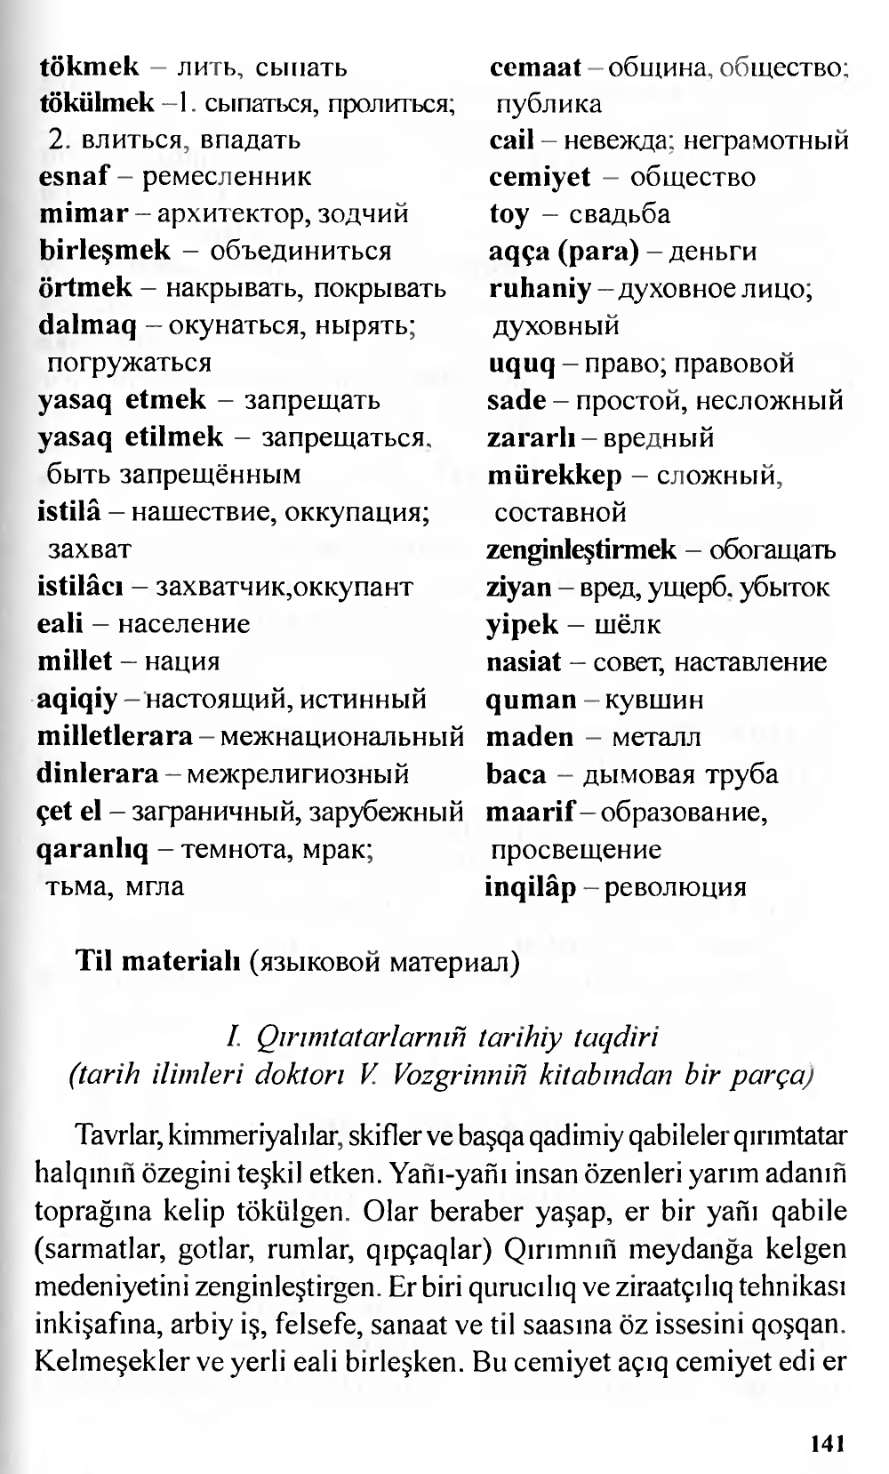 tökmek – лить, сыпать
tökülmek –1. сыпаться, пролиться;
2. влиться, впадать
esnaf – ремесленник
mimar – архитектор, зодчий
birleşmek – объединиться
örtmek – накрывать, покрывать
dalmaq – окунаться, нырять;
погружаться
yasaq etmek – запрещать
yasaq etilmek – запрещаться,
быть запрещённым
istilâ – нашествие, оккупация;
захват
istilâcı – захватчик,оккупант
eali – население
millet – нация
aqiqiy – настоящий, истинный
milletlerara – межнациональный
dinlerara – межрелигиозный
çet el – заграничный, зарубежный
qaranlıq – темнота, мрак;
тьма, мгла
cemaat – община, общество;
публика
cail – невежда; неграмотный
cemiyet – общество
toy – свадьба
aqça (para) – деньги
ruhaniy – духовное лицо;
духовный
uquq – право; правовой
sade – простой, несложный
zararlı – вредный
mürekkep – сложный,
составной
zenginleştirmek – обогащать
ziyan – вред, ущерб, убыток
yipek – шёлк
nasiat – совет, наставление
quman – кувшин
maden – металл
baca – дымовая труба
maarif – образование,
просвещение
inqilâp – революция
Til materialı (языковой материал)
I. Qırımtatarlarnıñ tarihiy taqdiri
(tarih ilimleri doktorı V. Vozgrinniñ kitabından bir parça)
Tavrlar, kimmeriyalılar, skifler ve başqa qadimiy qabileler qırımtatar
halqınıñ özegini teşkil etken. Yañı-yañı insan özenleri yarım adanıñ
toprağına kelip tökülgen. Olar beraber yaşap, er bir yañı qabile
(sarmatlar, gotlar, rumlar, qıpçaqlar) Qırımnıñ meydanğa kelgen
medeniyetini zenginleştirgen. Er biri qurucılıq ve ziraatçılıq tehnikası
inkişafına, arbiy iş, felsefe, sanaat ve til saasına öz issesini qoşqan.
Kelmeşekler ve yerli eali birleşken. Bu cemiyet açıq cemiyet edi er
141